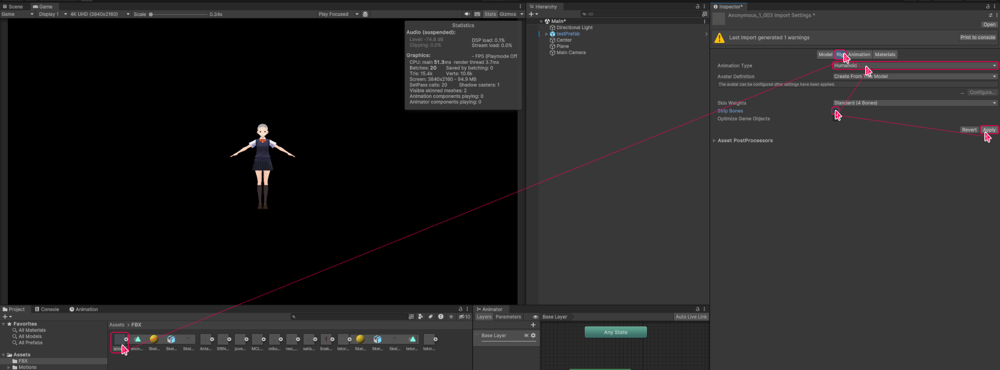 Scene
Game
Game
Display 1
4K UHD (3840x2160)
Scale
0.34x
Play Focused
Stats
Gizmos
Statistics
Audio (suspended):
Level: -74.8 dB
DSP load: 0.1%
Clipping: 0.0%
Stream load: 0.0%
Graphics:
- FPS (Playmode Off
CPU: main 51.3ms render thread 3.7ms
Batches: 20 Saved by batching: 0
Tris: 15.4k Verts: 10.6k
Screen: 3840x2160 - 94.9 MB
SetPass calls: 20 Shadow casters: 1
Visible skinned meshes: 2
Animation components playing: 0
Animator components playing: 0
Hierarchy
All
Main*
Directional Light
testPrefab
Center
Plane
Main Camera
Inspector*
Anonymous_1_003 Import Settings *
Open
Last import generated 1 warnings
Print to console
Model
Rig
Animation
Materials
Animation Type
Humanoid
Avatar Definition
Create From This Model
The avatar can be configured after settings have been applied.
...
Configure...
Skin Weights
Standard (4 Bones)
Strip Bones
Optimize Game Objects
Revert
Apply
Asset PostProcessors
1
2
3
4
5
Project
Console
Animation
10
Favorites
All Materials
All Models
All Prefabs
Assets
FBX
Motions
Assets > FBX
anon...
Skel...
Skel...
Skel...
Ante...
ERIN...
juve...
MCL...
miku...
neo_...
satis...
Snak...
tetor...
Skel...
Skel...
Skel...
tetor...
tetor...
Animator
Layers
Parameters
Base Layer
Auto Live Link
Base Layer
IK
Any State